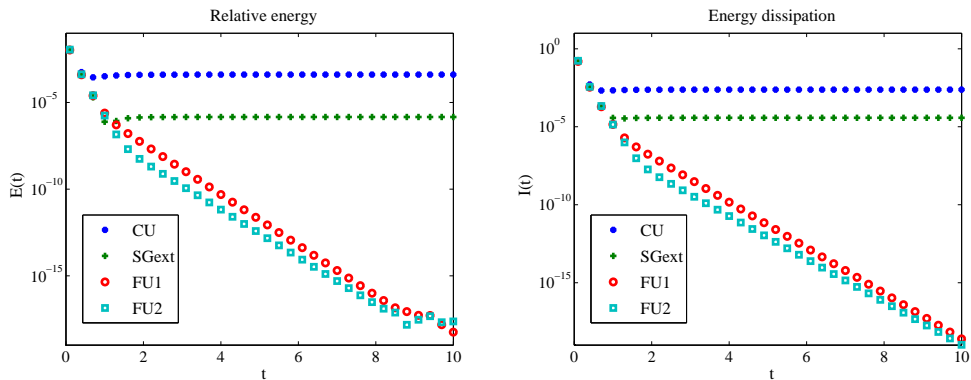 Relative energy
E(t)
10^-5
10^-10
10^-15
CU
SGext
FU1
FU2
0 2 4 6 8 10
t
Energy dissipation
I(t)
10^0
10^-5
10^-10
10^-15
CU
SGext
FU1
FU2
0 2 4 6 8 10
t